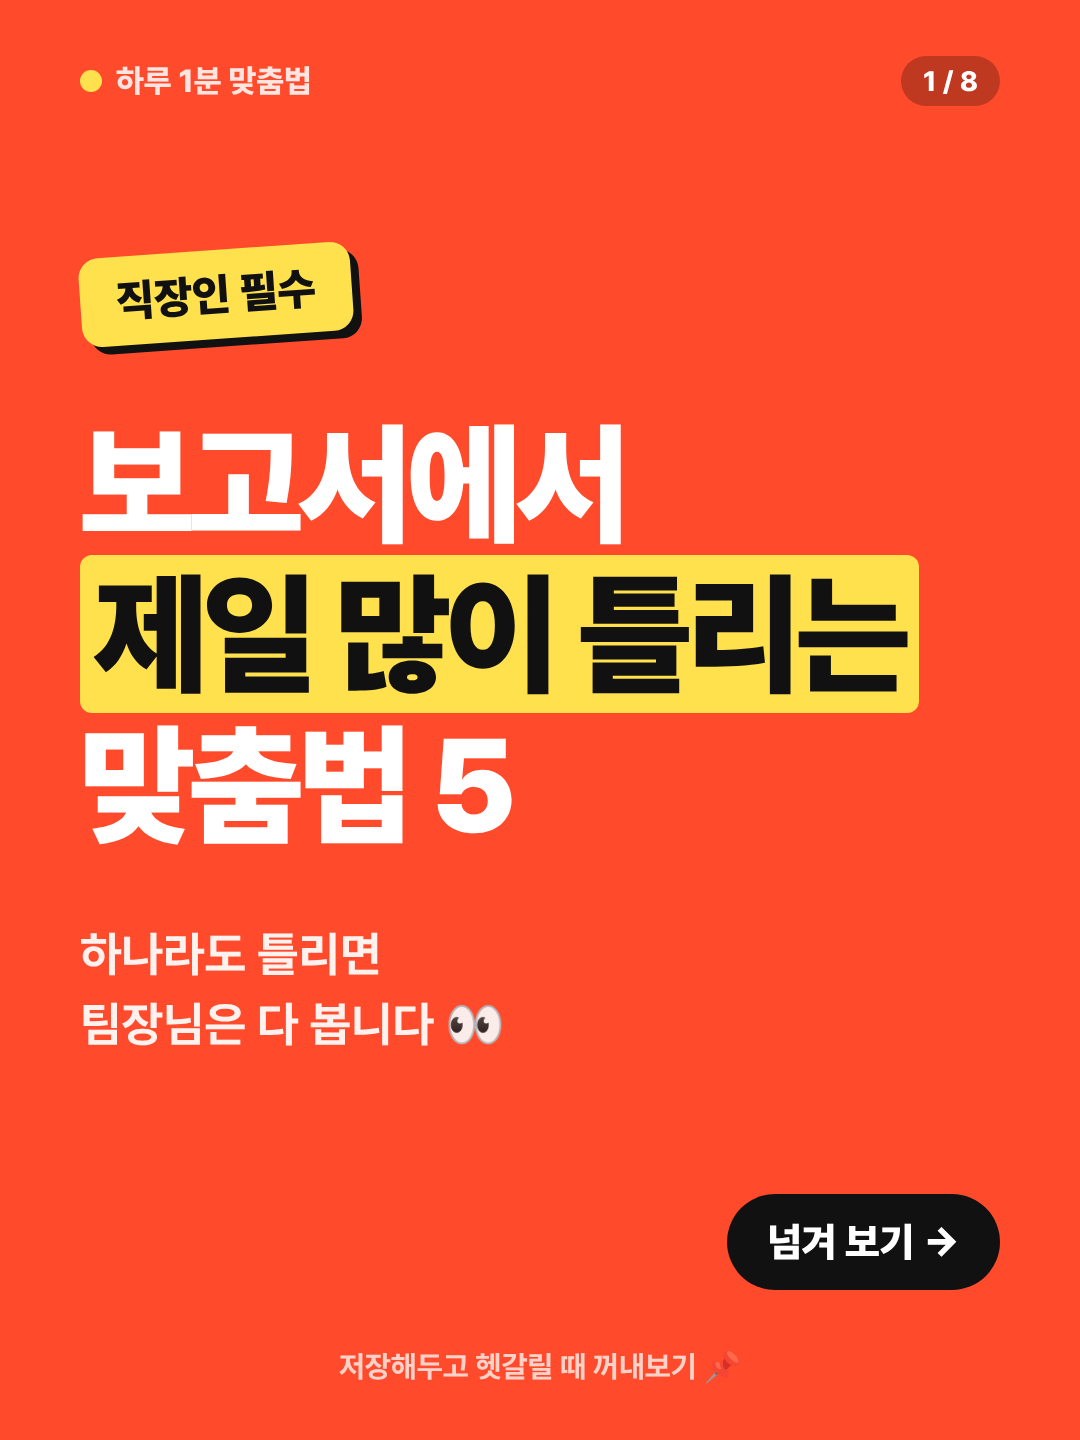 하루 1분 맞춤법
1 / 8
직장인 필수
보고서에서
제일 많이 틀리는
맞춤법 5
하나라도 틀리면
팀장님은 다 봅니다 👀
넘겨 보기 →
저장해두고 헷갈릴 때 꺼내보기 📌